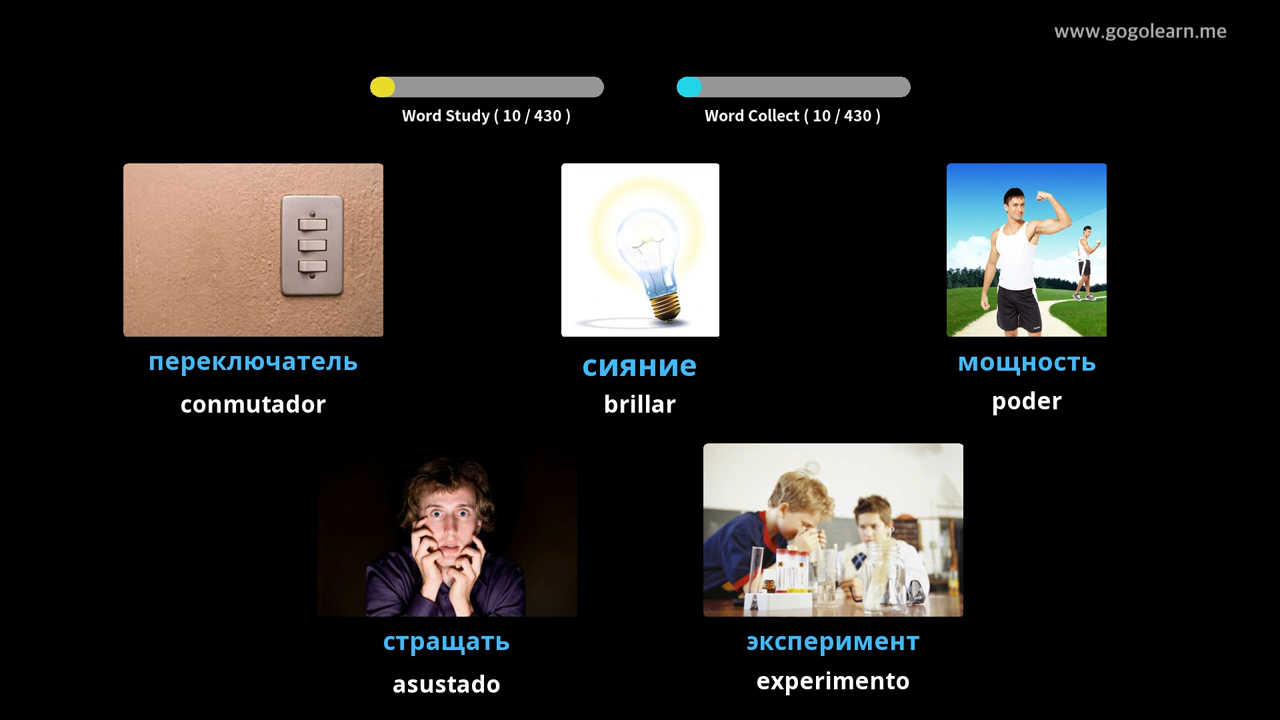 www.gogolearn.me
Word Study ( 10 / 430 )
Word Collect ( 10 / 430 )
переключатель
conmutador
сияние
brillar
мощность
poder
стращать
asustado
эксперимент
experimento